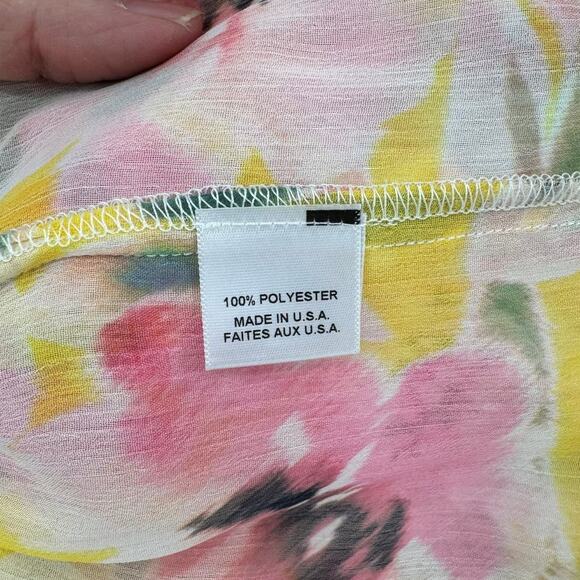 100% POLYESTER
MADE IN U.S.A.
FAITES AUX U.S.A.